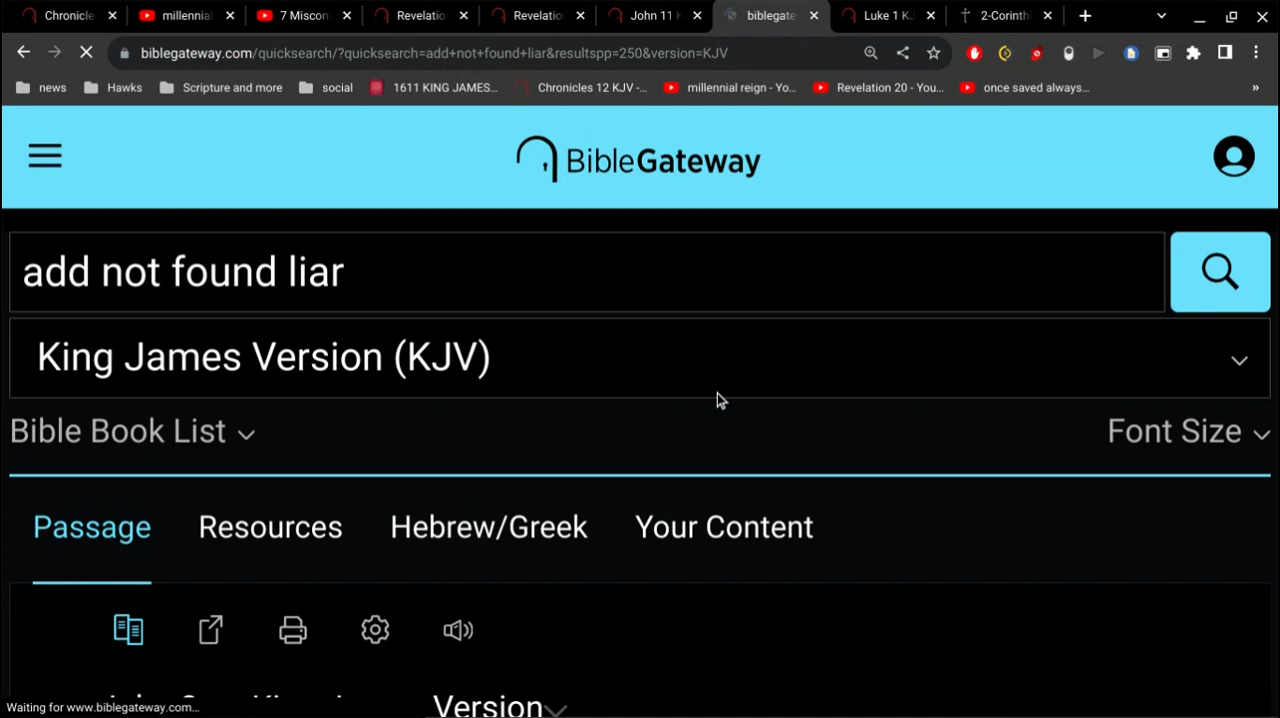 Chronicle
millennia
7 Miscon
Revelatio
Revelatio
John 11 K
biblegate
Luke 1 KJ
2-Corinth
biblegateway.com/quicksearch/?quicksearch=add+not+found+liar&resultspp=250&version=KJV
news
Hawks
Scripture and more
social
1611 KING JAMES...
Chronicles 12 KJV -...
millennial reign - Yo...
Revelation 20 - You...
once saved always...
»
BibleGateway
add not found liar
King James Version (KJV)
Bible Book List
Font Size
Passage
Resources
Hebrew/Greek
Your Content
Version
Waiting for www.biblegateway.com...